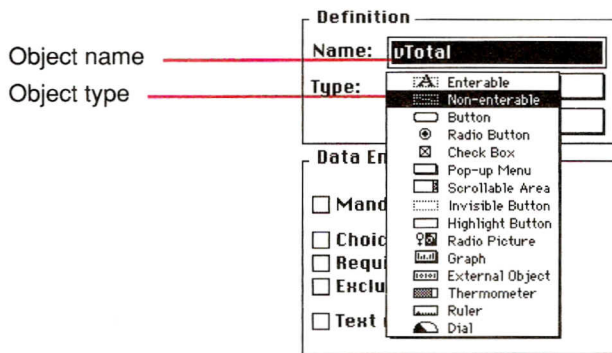 Definition
Object name
Name: vTotal
Object type
Type:
Enterable
Non-enterable
Button
Radio Button
Check Box
Pop-up Menu
Scrollable Area
Invisible Button
Highlight Button
Radio Picture
Graph
External Object
Thermometer
Ruler
Dial
Data En
Mand
Choic
Requi
Exclu
Text